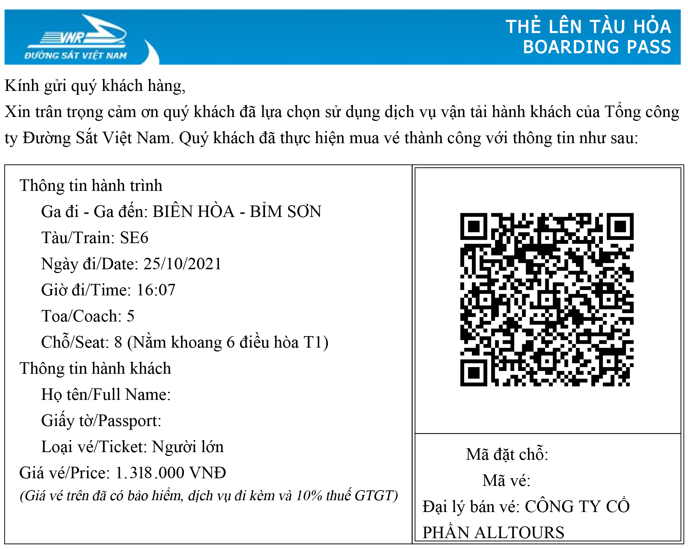 VNR
ĐƯỜNG SẮT VIỆT NAM
THẺ LÊN TÀU HỎA
BOARDING PASS
Kính gửi quý khách hàng,
Xin trân trọng cảm ơn quý khách đã lựa chọn sử dụng dịch vụ vận tải hành khách của Tổng công
ty Đường Sắt Việt Nam. Quý khách đã thực hiện mua vé thành công với thông tin như sau:
Thông tin hành trình
Ga đi - Ga đến: BIÊN HÒA - BỈM SƠN
Tàu/Train: SE6
Ngày đi/Date: 25/10/2021
Giờ đi/Time: 16:07
Toa/Coach: 5
Chỗ/Seat: 8 (Nằm khoang 6 điều hòa T1)
Thông tin hành khách
Họ tên/Full Name:
Giấy tờ/Passport:
Loại vé/Ticket: Người lớn
Giá vé/Price: 1.318.000 VNĐ
(Giá vé trên đã có bảo hiểm, dịch vụ đi kèm và 10% thuế GTGT)
Mã đặt chỗ:
Mã vé:
Đại lý bán vé: CÔNG TY CỔ
PHẦN ALLTOURS